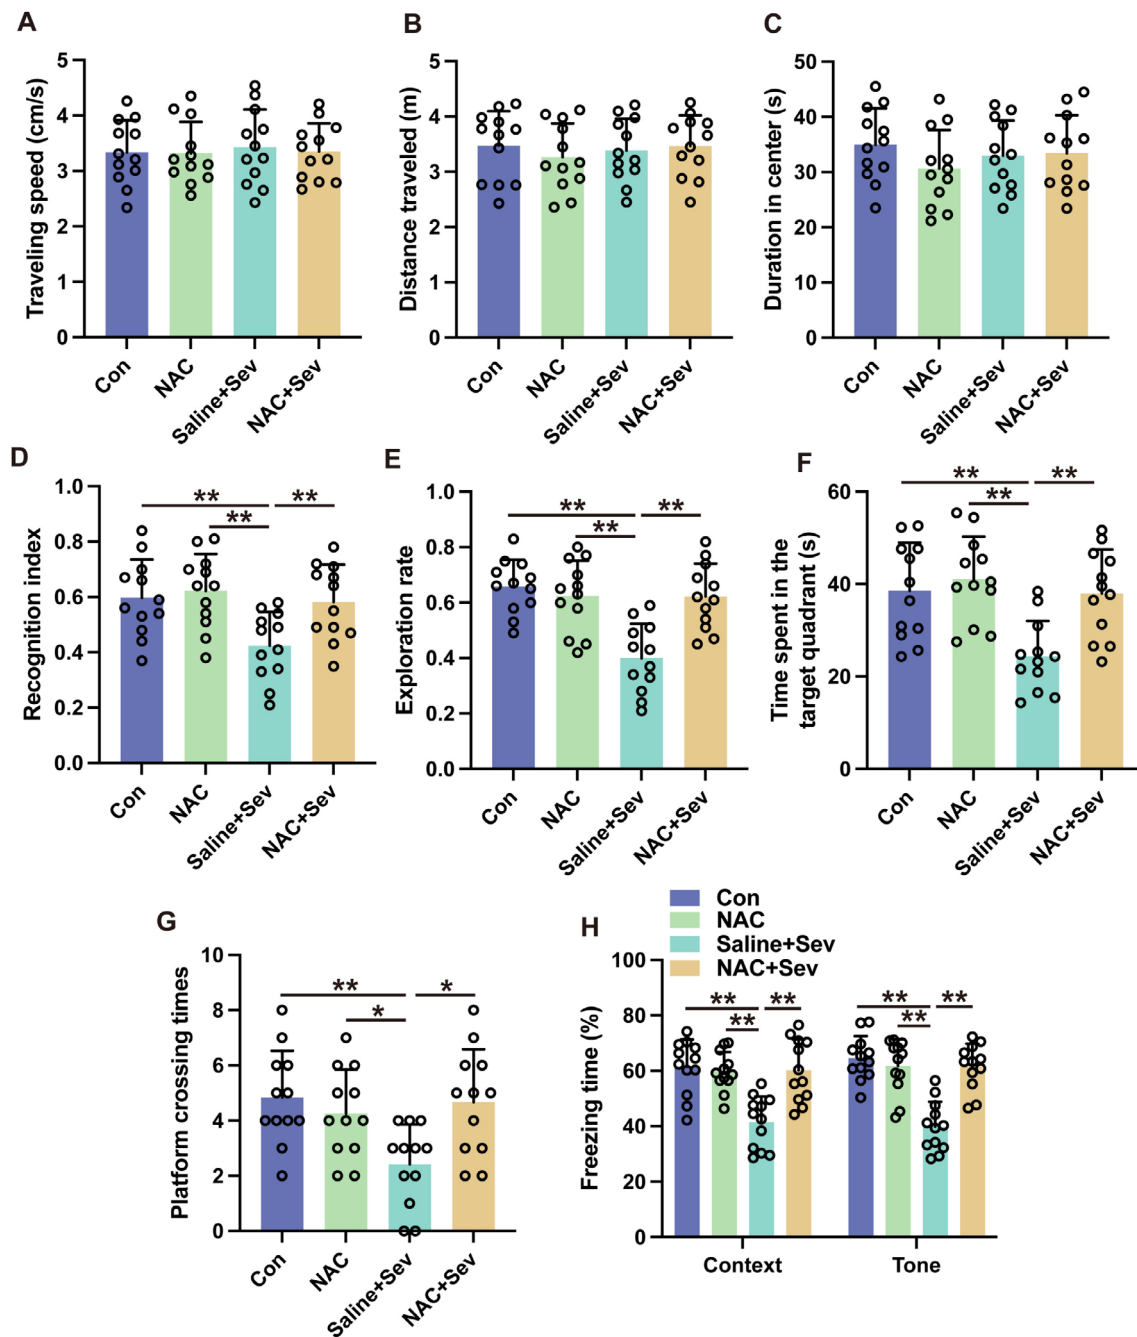 A
Traveling speed (cm/s)
5
4
3
2
1
0
Con
NAC
Saline+Sev
NAC+Sev
B
Distance traveled (m)
5
4
3
2
1
0
Con
NAC
Saline+Sev
NAC+Sev
C
Duration in center (s)
50
40
30
20
10
0
Con
NAC
Saline+Sev
NAC+Sev
D
Recognition index
1.0
0.8
0.6
0.4
0.2
0.0
**
**
**
Con
NAC
Saline+Sev
NAC+Sev
E
Exploration rate
1.0
0.8
0.6
0.4
0.2
0.0
**
**
**
Con
NAC
Saline+Sev
NAC+Sev
F
Time spent in the
target quadrant (s)
60
40
20
0
**
**
**
Con
NAC
Saline+Sev
NAC+Sev
G
Platform crossing times
10
8
6
4
2
0
**
*
*
Con
NAC
Saline+Sev
NAC+Sev
H
Con
NAC
Saline+Sev
NAC+Sev
Freezing time (%)
100
80
60
40
20
0
**
**
**
**
**
**
Context
Tone